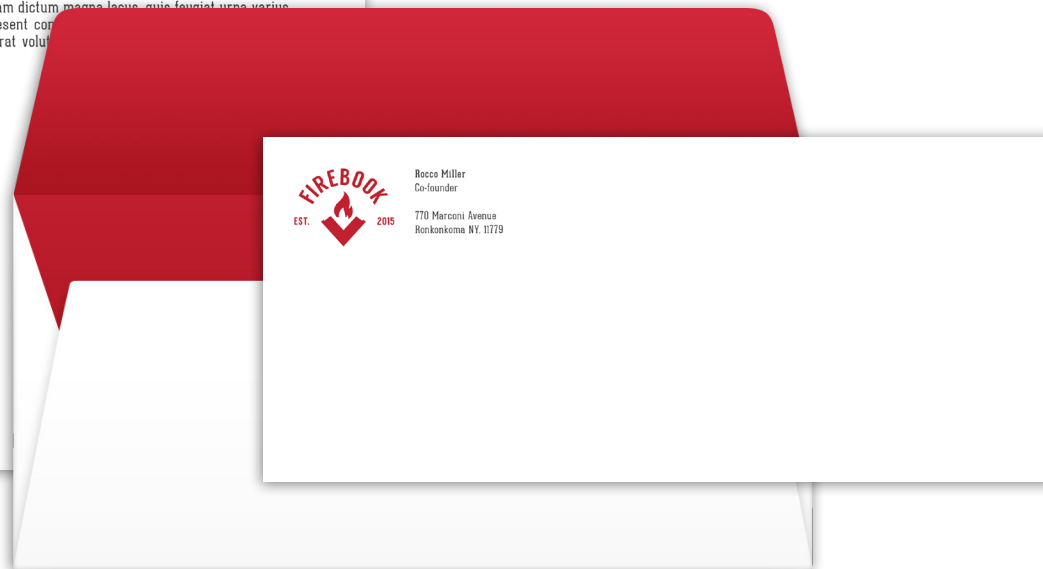 am dictum magna lacus, quis feugiat urna varius
esent con
rat volut
FIREBOOK
EST. 2015
Rocco Miller
Co-founder
770 Marconi Avenue
Ronkonkoma NY. 11779